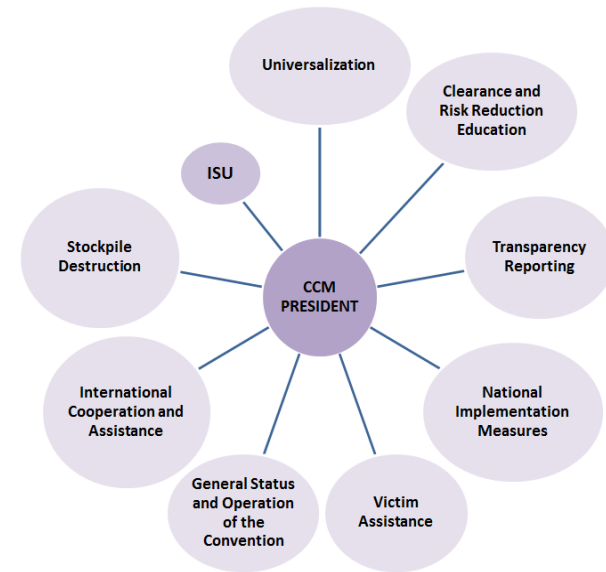 Universalization
Clearance and
Risk Reduction
Education
ISU
Stockpile
Destruction
Transparency
Reporting
CCM
PRESIDENT
International
Cooperation and
Assistance
National
Implementation
Measures
General Status
and Operation
of the
Convention
Victim
Assistance